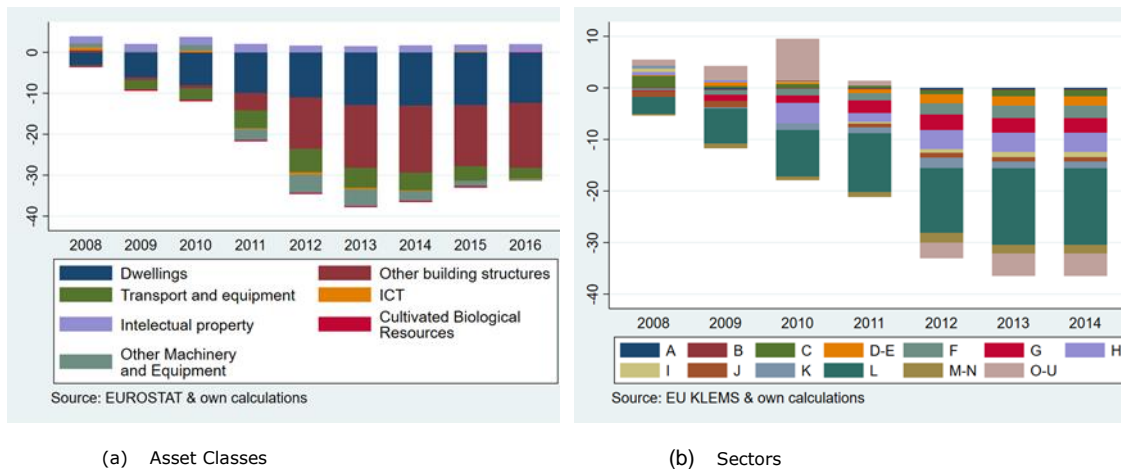 0
-10
-20
-30
-40
2008 2009 2010 2011 2012 2013 2014 2015 2016
Dwellings Other building structures
Transport and equipment ICT
Intelectual property Cultivated Biological
Resources
Other Machinery
and Equipment
Source: EUROSTAT & own calculations
(a) Asset Classes
10
0
-10
-20
-30
-40
2008 2009 2010 2011 2012 2013 2014
A B C D-E F G H
I J K L M-N O-U
Source: EU KLEMS & own calculations
(b) Sectors